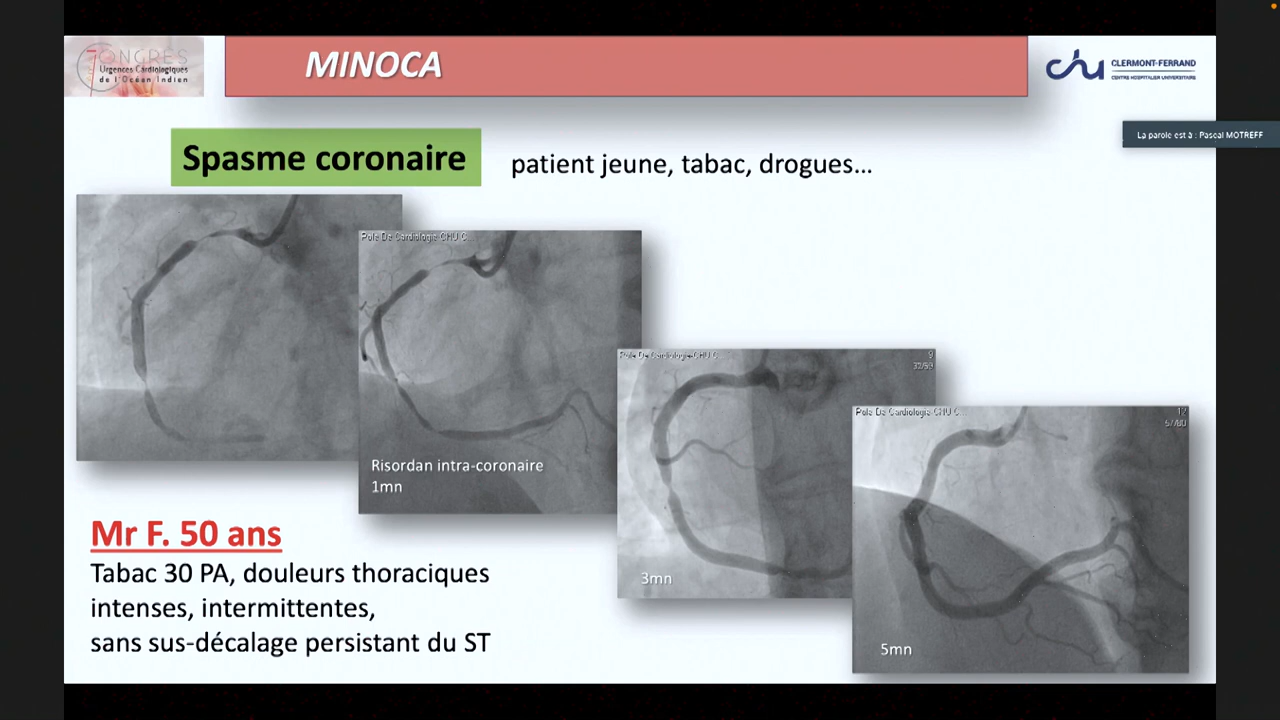 CONGRÈS
Urgences Cardiologiques
de l'Océan Indien
MINOCA
chu
CLERMONT-FERRAND
CENTRE HOSPITALIER UNIVERSITAIRE
La parole est à : Pascal MOTREFF
Spasme coronaire
patient jeune, tabac, drogues...
Pole De Cardiologie CHU C...
Risordan intra-coronaire
1mn
Pole De Cardiologie-CHU C...
9
3mn
Pole De Cardiologie-CHU C...
12
5mn
Mr F. 50 ans
Tabac 30 PA, douleurs thoraciques
intenses, intermittentes,
sans sus-décalage persistant du ST